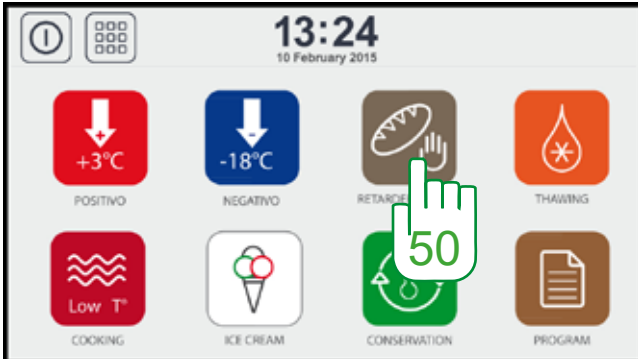 13:24
10 February 2015
+
+3°C
-
-18°C
POSITIVO
NEGATIVO
THAWING
50
Low T°
COOKING
ICE CREAM
CONSERVATION
PROGRAM